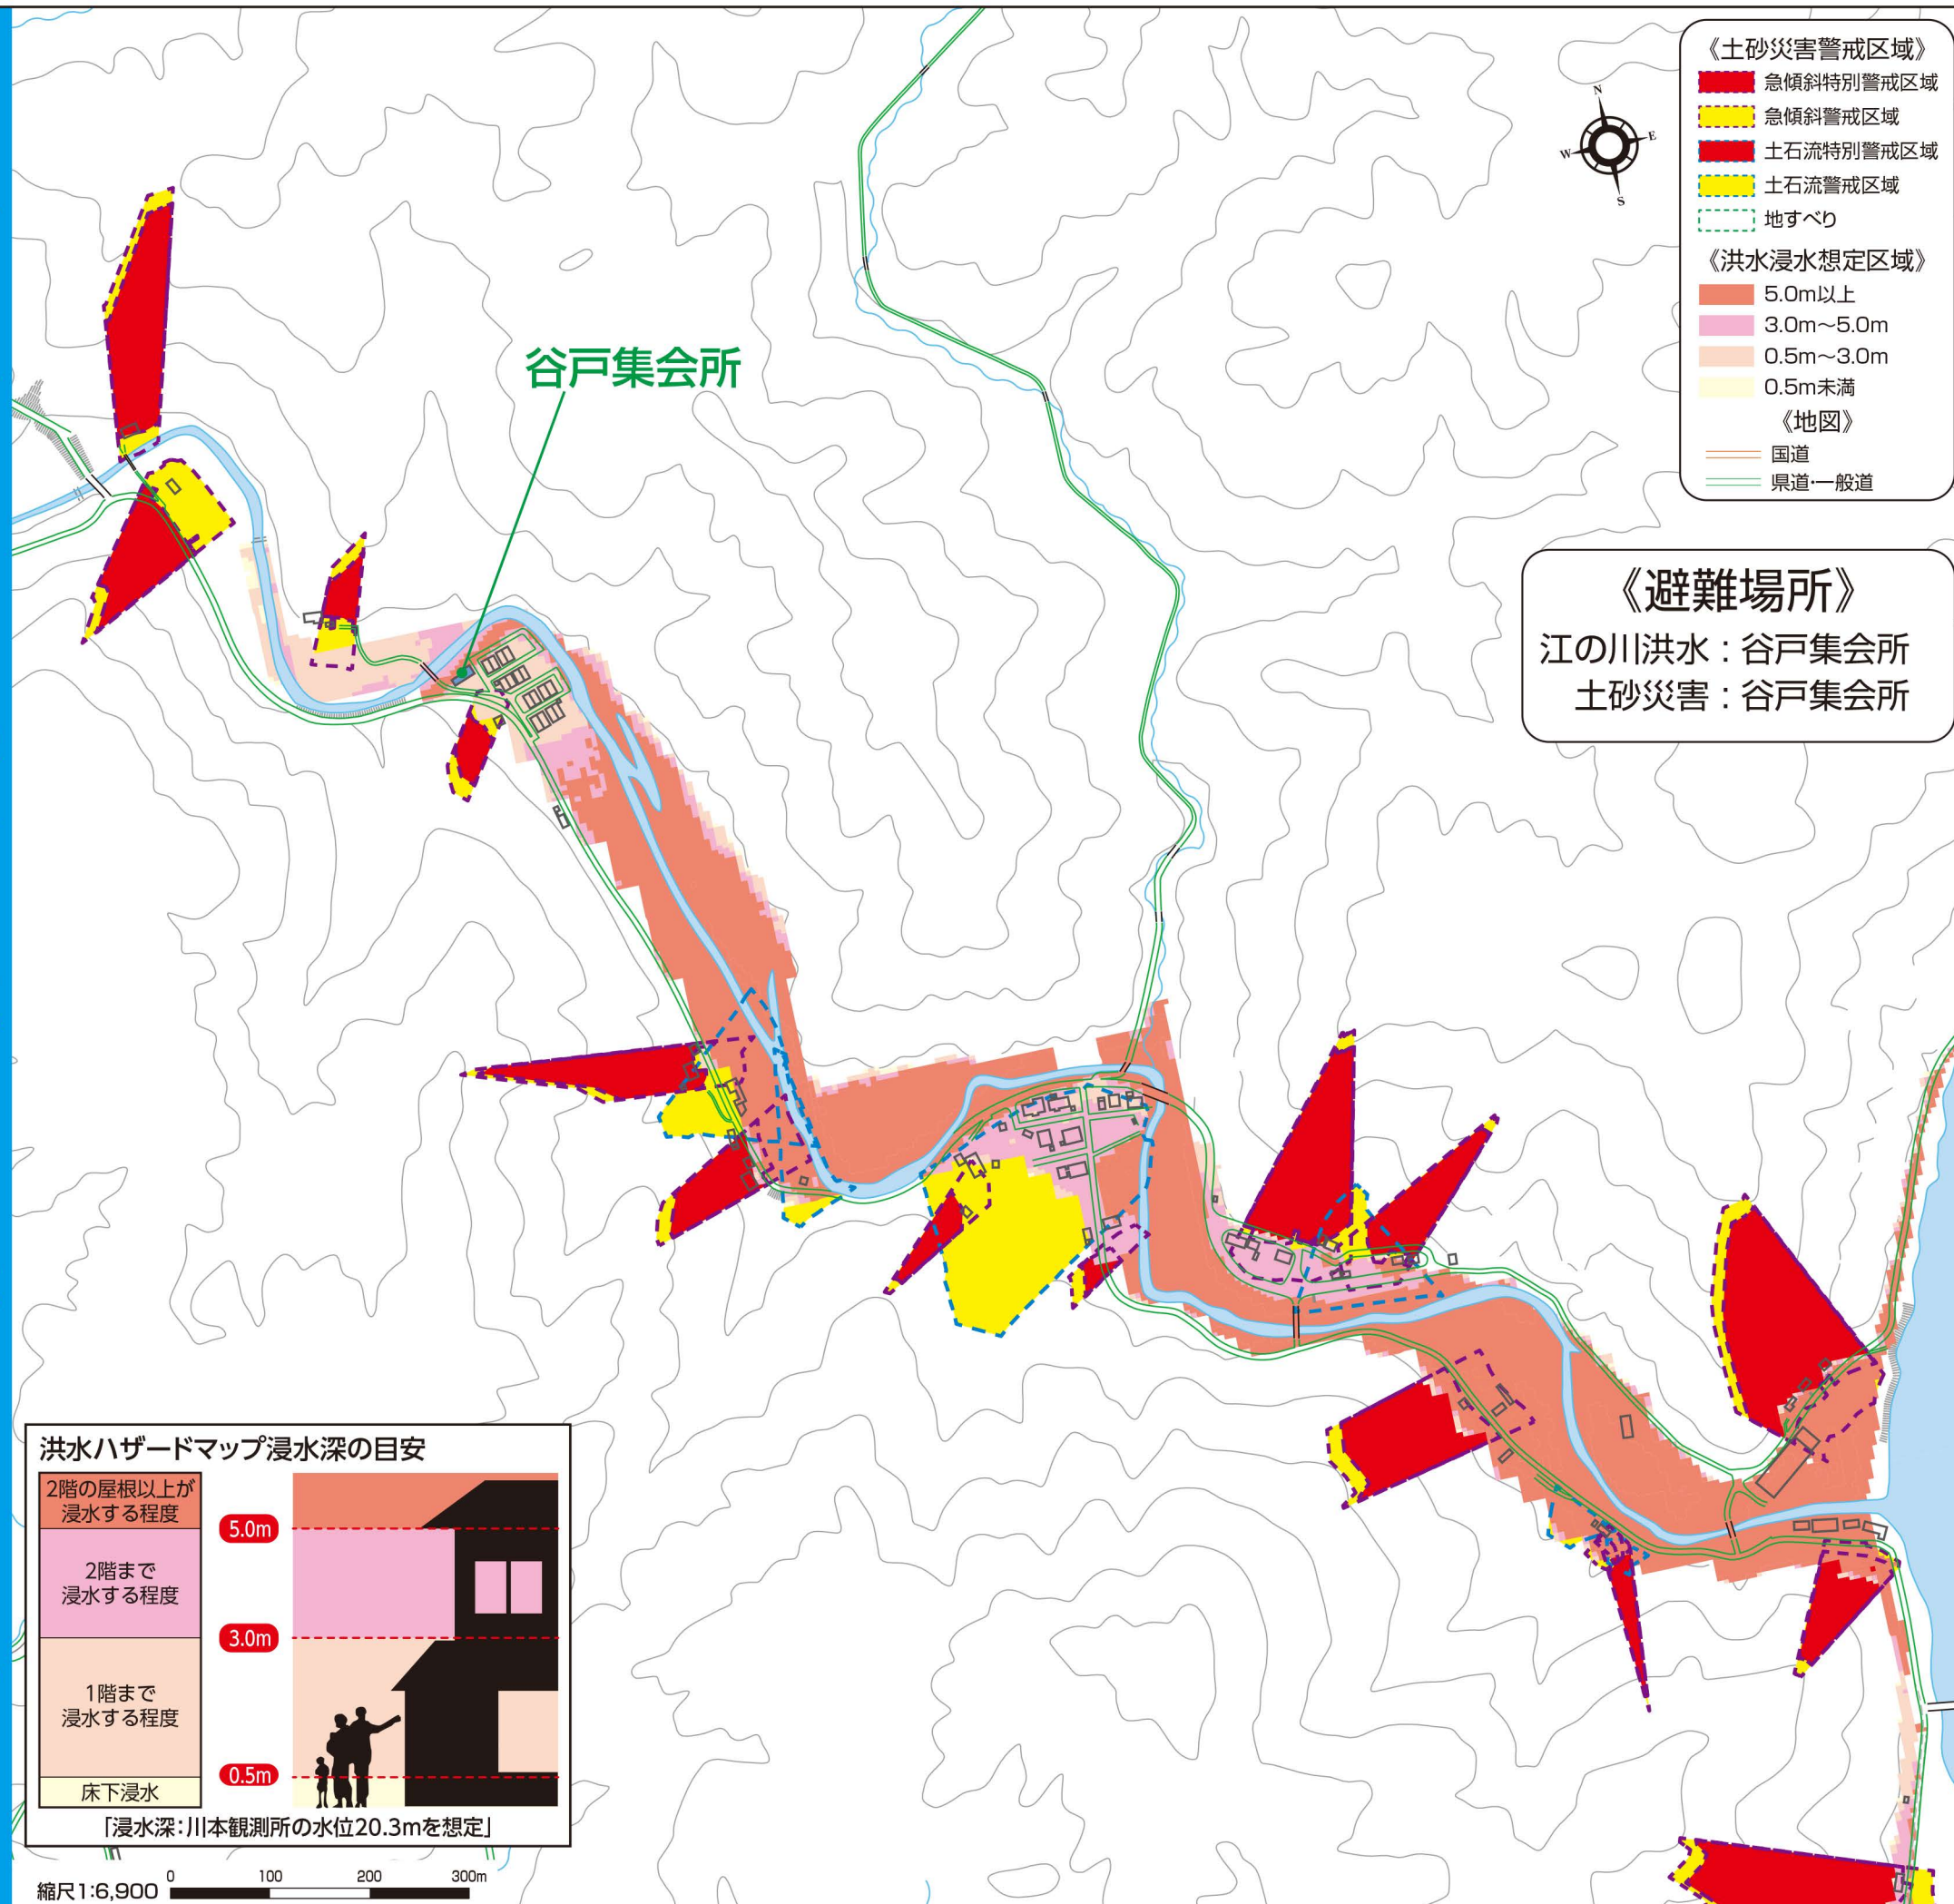 《土砂災害警戒区域》
急傾斜特別警戒区域
急傾斜警戒区域
土石流特別警戒区域
土石流警戒区域
地すべり
《洪水浸水想定区域》
5.0m以上
3.0m〜5.0m
0.5m〜3.0m
0.5m未満
《地図》
国道
県道・一般道
N
E
W
S
谷戸集会所
《避難場所》
江の川洪水：谷戸集会所
土砂災害：谷戸集会所
洪水ハザードマップ浸水深の目安
2階の屋根以上が
浸水する程度
5.0m
2階まで
浸水する程度
3.0m
1階まで
浸水する程度
0.5m
床下浸水
「浸水深：川本観測所の水位20.3mを想定」
縮尺1:6,900
0 100 200 300m